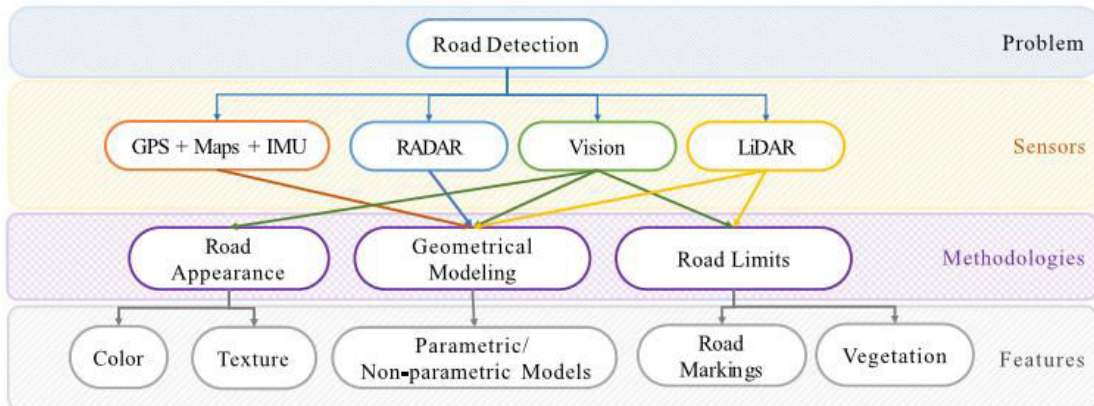 Road Detection
Problem
GPS + Maps + IMU
RADAR
Vision
LiDAR
Sensors
Road
Appearance
Geometrical
Modeling
Road Limits
Methodologies
Color
Texture
Parametric/
Non-parametric Models
Road
Markings
Vegetation
Features